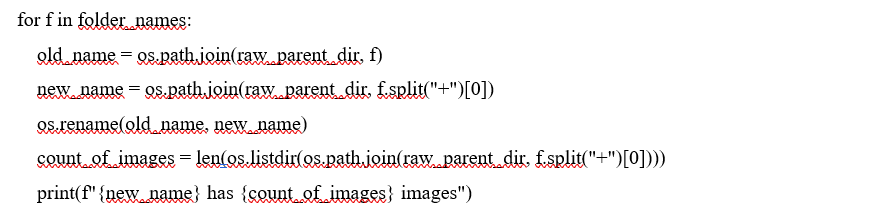 for f in folder_names:
old_name = os.path.join(raw_parent_dir, f)
new_name = os.path.join(raw_parent_dir, f.split("+")[0])
os.rename(old_name, new_name)
count_of_images = len(os.listdir(os.path.join(raw_parent_dir, f.split("+")[0])))
print(f"{new_name} has {count_of_images} images")